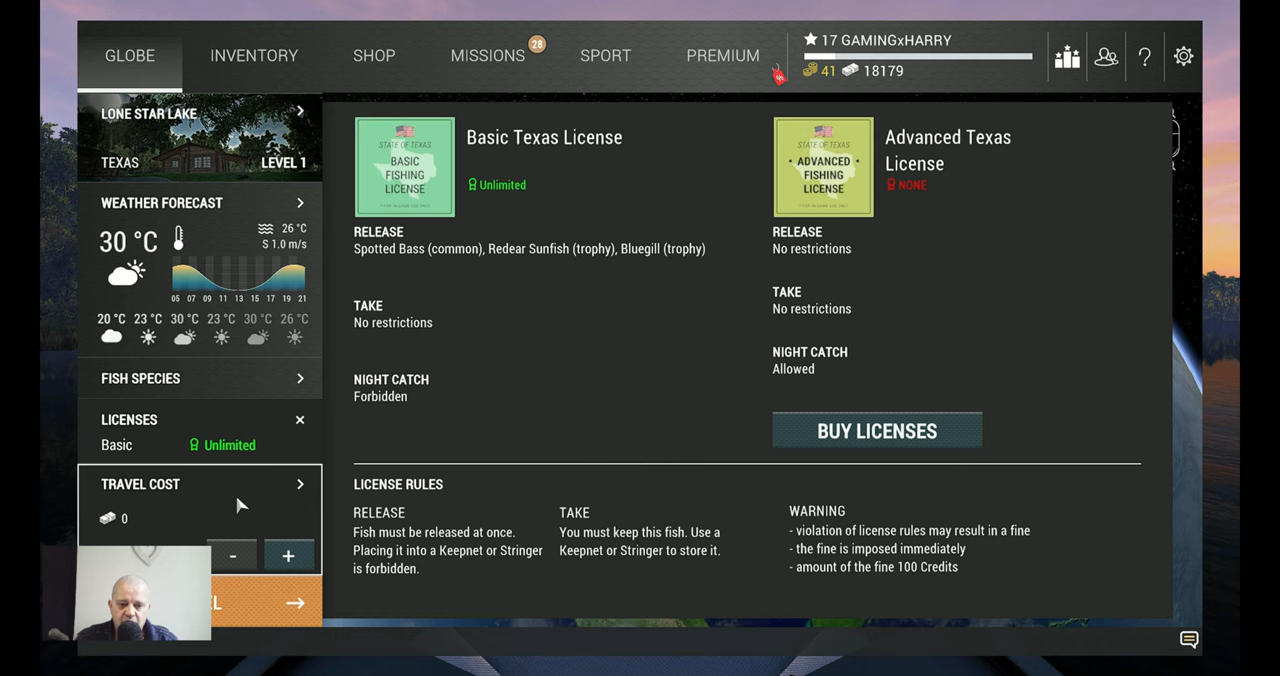 GLOBE
INVENTORY
SHOP
MISSIONS
28
SPORT
PREMIUM
17 GAMINGxHARRY
41 18179
?
LONE STAR LAKE
TEXAS LEVEL 1
WEATHER FORECAST
30 °C
26 °C
S 1.0 m/s
05 07 09 11 13 15 17 19 21
20 °C 23 °C 30 °C 23 °C 30 °C 26 °C
FISH SPECIES
LICENSES
Basic Unlimited
TRAVEL COST
0
- +
EL
STATE OF TEXAS
BASIC
FISHING
LICENSE
Basic Texas License
Unlimited
RELEASE
Spotted Bass (common), Redear Sunfish (trophy), Bluegill (trophy)
TAKE
No restrictions
NIGHT CATCH
Forbidden
STATE OF TEXAS
• ADVANCED •
FISHING
LICENSE
Advanced Texas
License
NONE
RELEASE
No restrictions
TAKE
No restrictions
NIGHT CATCH
Allowed
BUY LICENSES
LICENSE RULES
RELEASE
Fish must be released at once.
Placing it into a Keepnet or Stringer
is forbidden.
TAKE
You must keep this fish. Use a
Keepnet or Stringer to store it.
WARNING
- violation of license rules may result in a fine
- the fine is imposed immediately
- amount of the fine 100 Credits